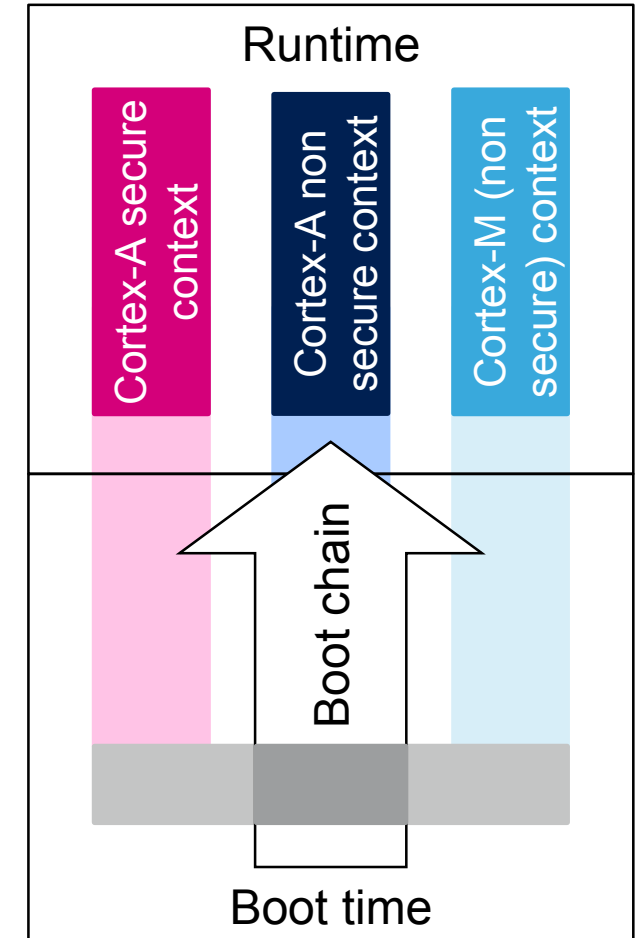 Runtime
Cortex-A secure
context
Cortex-A non
secure context
Cortex-M (non
secure) context
Boot chain
Boot time